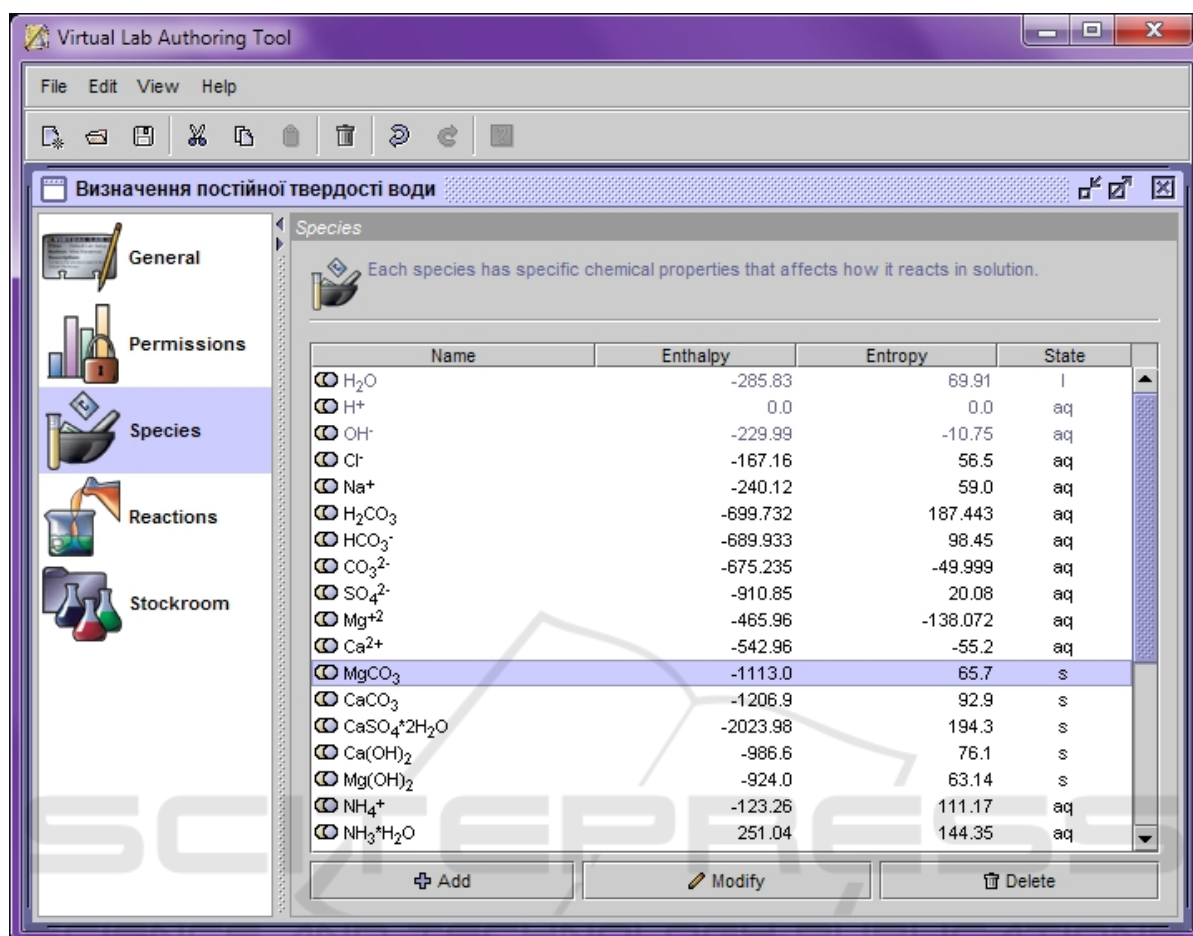 Virtual Lab Authoring Tool
File Edit View Help
Визначення постійної твердості води
General
Permissions
Species
Reactions
Stockroom
Species
Each species has specific chemical properties that affects how it reacts in solution.
Name Enthalpy Entropy State
H₂O -285.83 69.91 l
H⁺ 0.0 0.0 aq
OH⁻ -229.99 -10.75 aq
Cl⁻ -167.16 56.5 aq
Na⁺ -240.12 59.0 aq
H₂CO₃ -699.732 187.443 aq
HCO₃⁻ -689.933 98.45 aq
CO₃²⁻ -675.235 -49.999 aq
SO₄²⁻ -910.85 20.08 aq
Mg⁺² -465.96 -138.072 aq
Ca²⁺ -542.96 -55.2 aq
MgCO₃ -1113.0 65.7 s
CaCO₃ -1206.9 92.9 s
CaSO₄*2H₂O -2023.98 194.3 s
Ca(OH)₂ -986.6 76.1 s
Mg(OH)₂ -924.0 63.14 s
NH₄⁺ -123.26 111.17 aq
NH₃*H₂O 251.04 144.35 aq
Add Modify Delete
SCITEPRESS